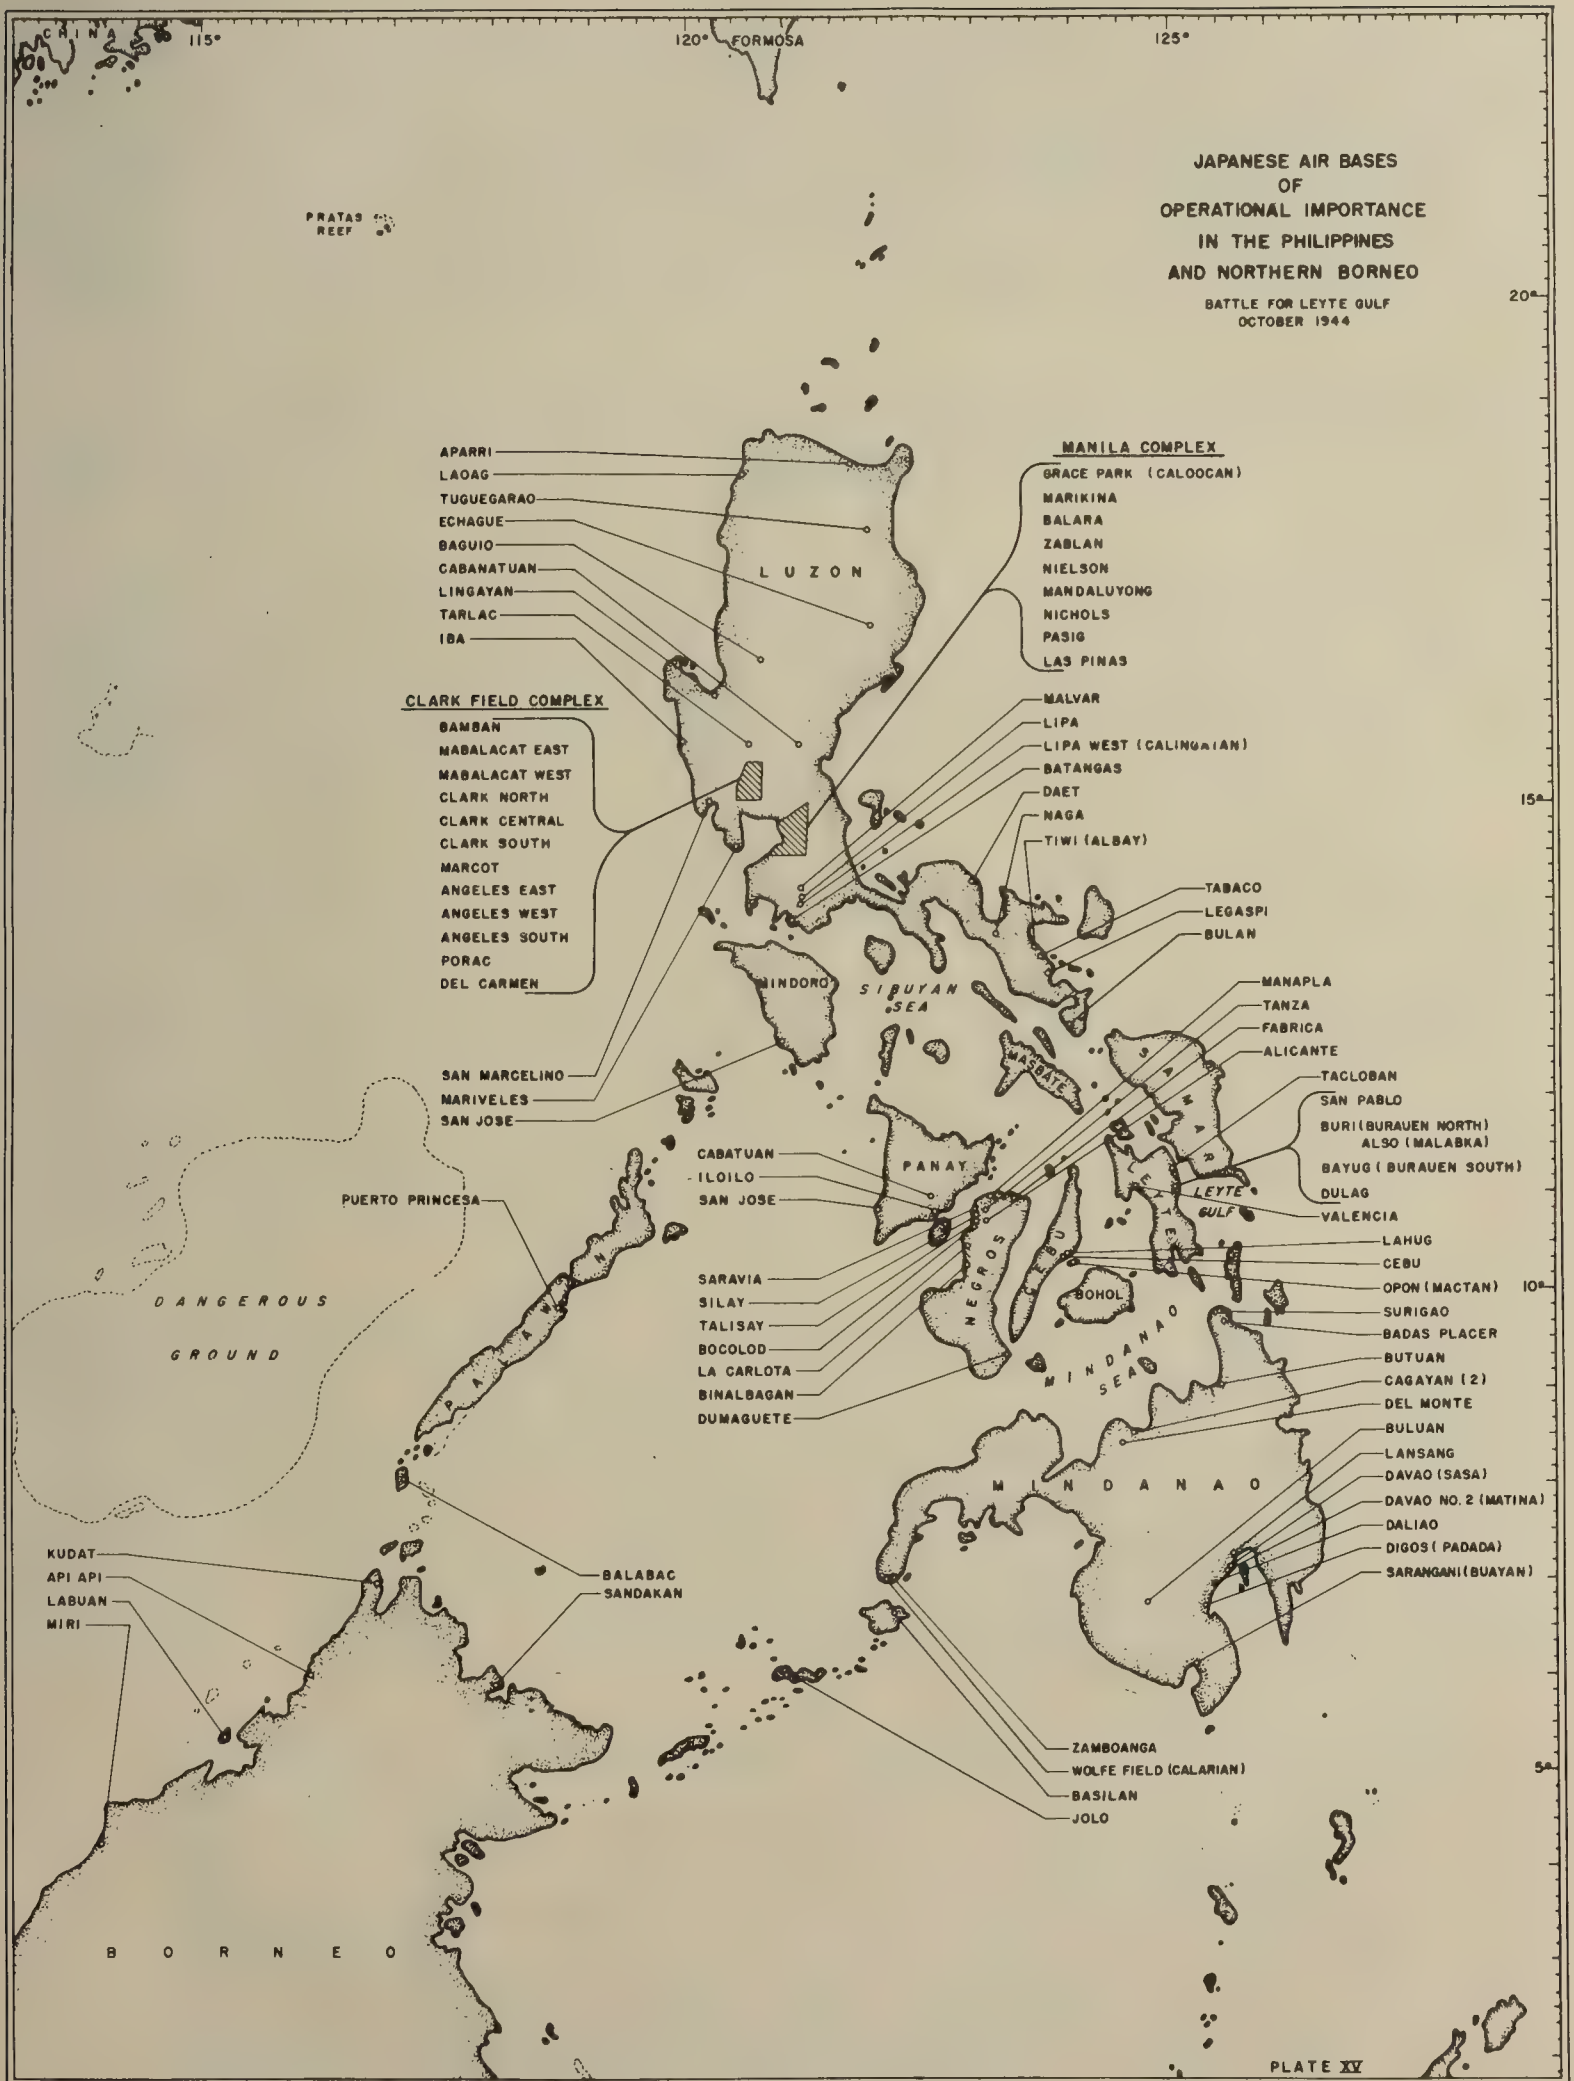 CHINA
115°
120°
FORMOSA
125°
JAPANESE AIR BASES
OF
OPERATIONAL IMPORTANCE
IN THE PHILIPPINES
AND NORTHERN BORNEO
BATTLE FOR LEYTE GULF
OCTOBER 1944
PRATAS
REEF
20°
APARRI
LAOAG
TUGUEGARAO
ECHAGUE
BAGUIO
CABANATUAN
LINGAYAN
TARLAC
IBA
LUZON
MANILA COMPLEX
GRACE PARK (CALOOCAN)
MARIKINA
BALARA
ZABLAN
NIELSON
MANDALUYONG
NICHOLS
PASIG
LAS PINAS
CLARK FIELD COMPLEX
BAMBAN
MABALACAT EAST
MABALACAT WEST
CLARK NORTH
CLARK CENTRAL
CLARK SOUTH
MARCOT
ANGELES EAST
ANGELES WEST
ANGELES SOUTH
PORAC
DEL CARMEN
MALVAR
LIPA
LIPA WEST (CALINGAIAN)
BATANGAS
DAET
NAGA
TIWI (ALBAY)
15°
TABACO
LEGASPI
BULAN
MINDORO
SIBUYAN
SEA
MASBATE
SAMAR
SAN MARCELINO
MARIVELES
SAN JOSE
MANAPLA
TANZA
FABRICA
ALICANTE
TACLOBAN
SAN PABLO
BURI (BURAUEN NORTH)
ALSO (MALABKA)
BAYUG (BURAUEN SOUTH)
DULAG
VALENCIA
LEYTE
LEYTE
GULF
CABATUAN
ILOILO
SAN JOSE
PANAY
PUERTO PRINCESA
PALAWAN
LAHUG
CEBU
OPON (MACTAN)
10°
SURIGAO
BADAS PLACER
BUTUAN
CAGAYAN (2)
DEL MONTE
BULUAN
LANSANG
DAVAO (SASA)
DAVAO NO. 2 (MATINA)
DALIAO
DIGOS (PADADA)
SARANGANI (BUAYAN)
SARAVIA
SILAY
TALISAY
BOCOLOD
LA CARLOTA
BINALBAGAN
DUMAGUETE
NEGROS
CEBU
BOHOL
MINDANAO
SEA
MINDANAO
DANGEROUS
GROUND
KUDAT
API API
LABUAN
MIRI
BALABAC
SANDAKAN
ZAMBOANGA
WOLFE FIELD (CALARIAN)
BASILAN
JOLO
5°
BORNEO
PLATE XV